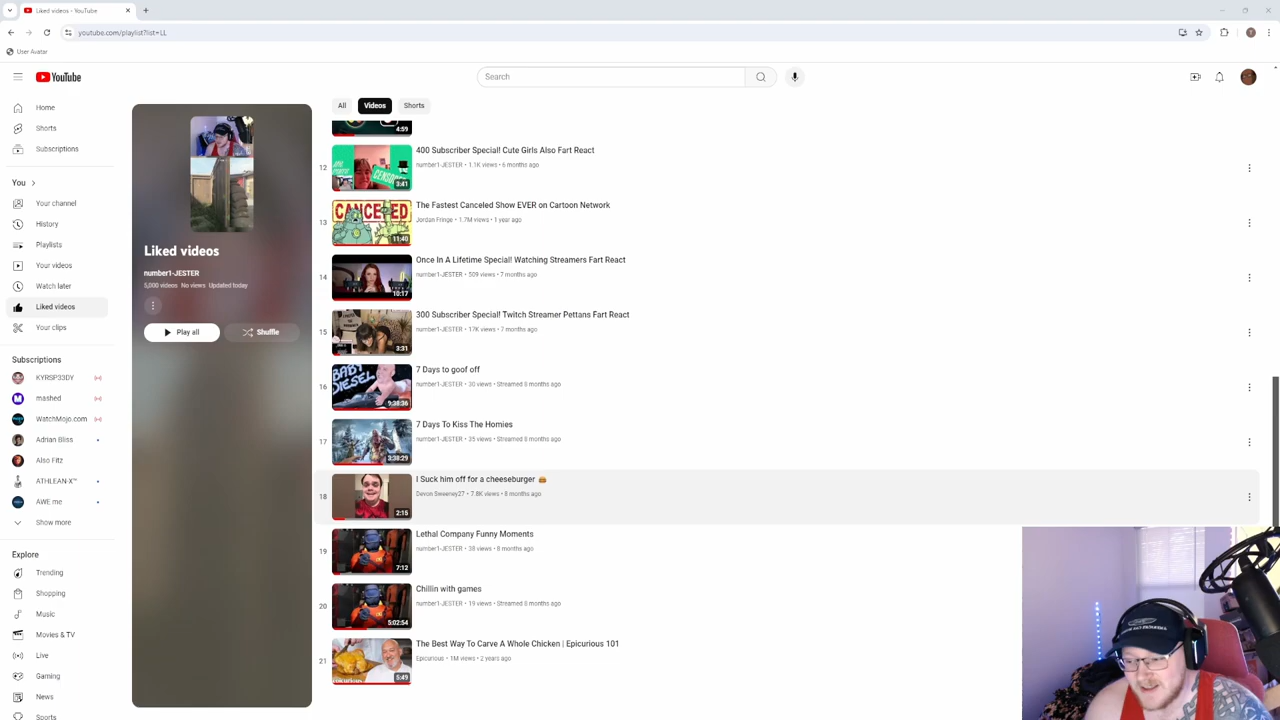 Liked videos - YouTube
youtube.com/playlist?list=LL
User Avatar
YouTube
Search
Home
Shorts
Subscriptions
You
Your channel
History
Playlists
Your videos
Watch later
Liked videos
Your clips
Subscriptions
KYRSP33DY
mashed
WatchMojo.com
Adrian Bliss
Also Fitz
ATHLEAN-X™
AWE me
Show more
Explore
Trending
Shopping
Music
Movies & TV
Live
Gaming
News
Sports
Liked videos
number1-JESTER
5,000 videos No views Updated today
Play all
Shuffle
All
Videos
Shorts
4:59
12
CENSORED
3:41
400 Subscriber Special! Cute Girls Also Fart React
number1-JESTER • 1.1K views • 6 months ago
13
CANCELED
11:40
The Fastest Canceled Show EVER on Cartoon Network
Jordan Fringe • 1.7M views • 1 year ago
14
10:17
Once In A Lifetime Special! Watching Streamers Fart React
number1-JESTER • 509 views • 7 months ago
15
3:31
300 Subscriber Special! Twitch Streamer Pettans Fart React
number1-JESTER • 17K views • 7 months ago
16
BABY DIESEL
9:38:36
7 Days to goof off
number1-JESTER • 30 views • Streamed 8 months ago
17
3:38:29
7 Days To Kiss The Homies
number1-JESTER • 35 views • Streamed 8 months ago
18
2:15
I Suck him off for a cheeseburger 🍔
Devon Sweeney27 • 7.8K views • 8 months ago
19
7:12
Lethal Company Funny Moments
number1-JESTER • 38 views • 8 months ago
20
5:02:54
Chillin with games
number1-JESTER • 19 views • Streamed 8 months ago
21
5:49
The Best Way To Carve A Whole Chicken | Epicurious 101
Epicurious • 1M views • 2 years ago